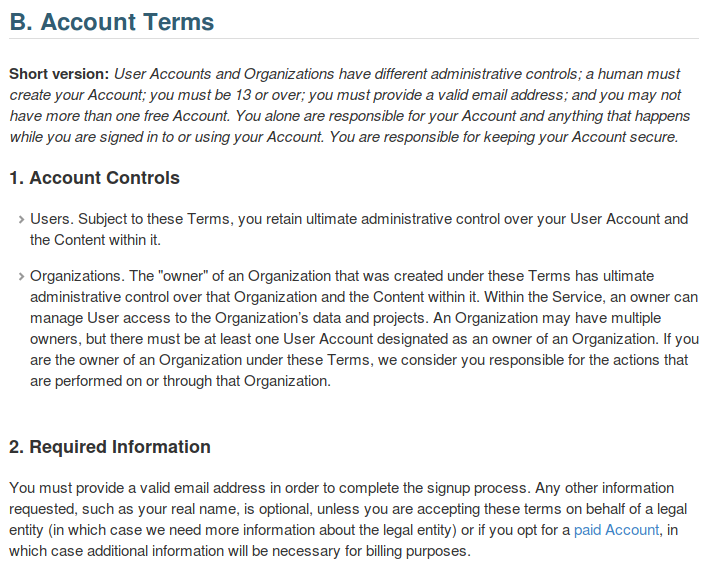 B. Account Terms
Short version: User Accounts and Organizations have different administrative controls; a human must
create your Account; you must be 13 or over; you must provide a valid email address; and you may not
have more than one free Account. You alone are responsible for your Account and anything that happens
while you are signed in to or using your Account. You are responsible for keeping your Account secure.
1. Account Controls
Users. Subject to these Terms, you retain ultimate administrative control over your User Account and
the Content within it.
Organizations. The "owner" of an Organization that was created under these Terms has ultimate
administrative control over that Organization and the Content within it. Within the Service, an owner can
manage User access to the Organization’s data and projects. An Organization may have multiple
owners, but there must be at least one User Account designated as an owner of an Organization. If you
are the owner of an Organization under these Terms, we consider you responsible for the actions that
are performed on or through that Organization.
2. Required Information
You must provide a valid email address in order to complete the signup process. Any other information
requested, such as your real name, is optional, unless you are accepting these terms on behalf of a legal
entity (in which case we need more information about the legal entity) or if you opt for a paid Account, in
which case additional information will be necessary for billing purposes.